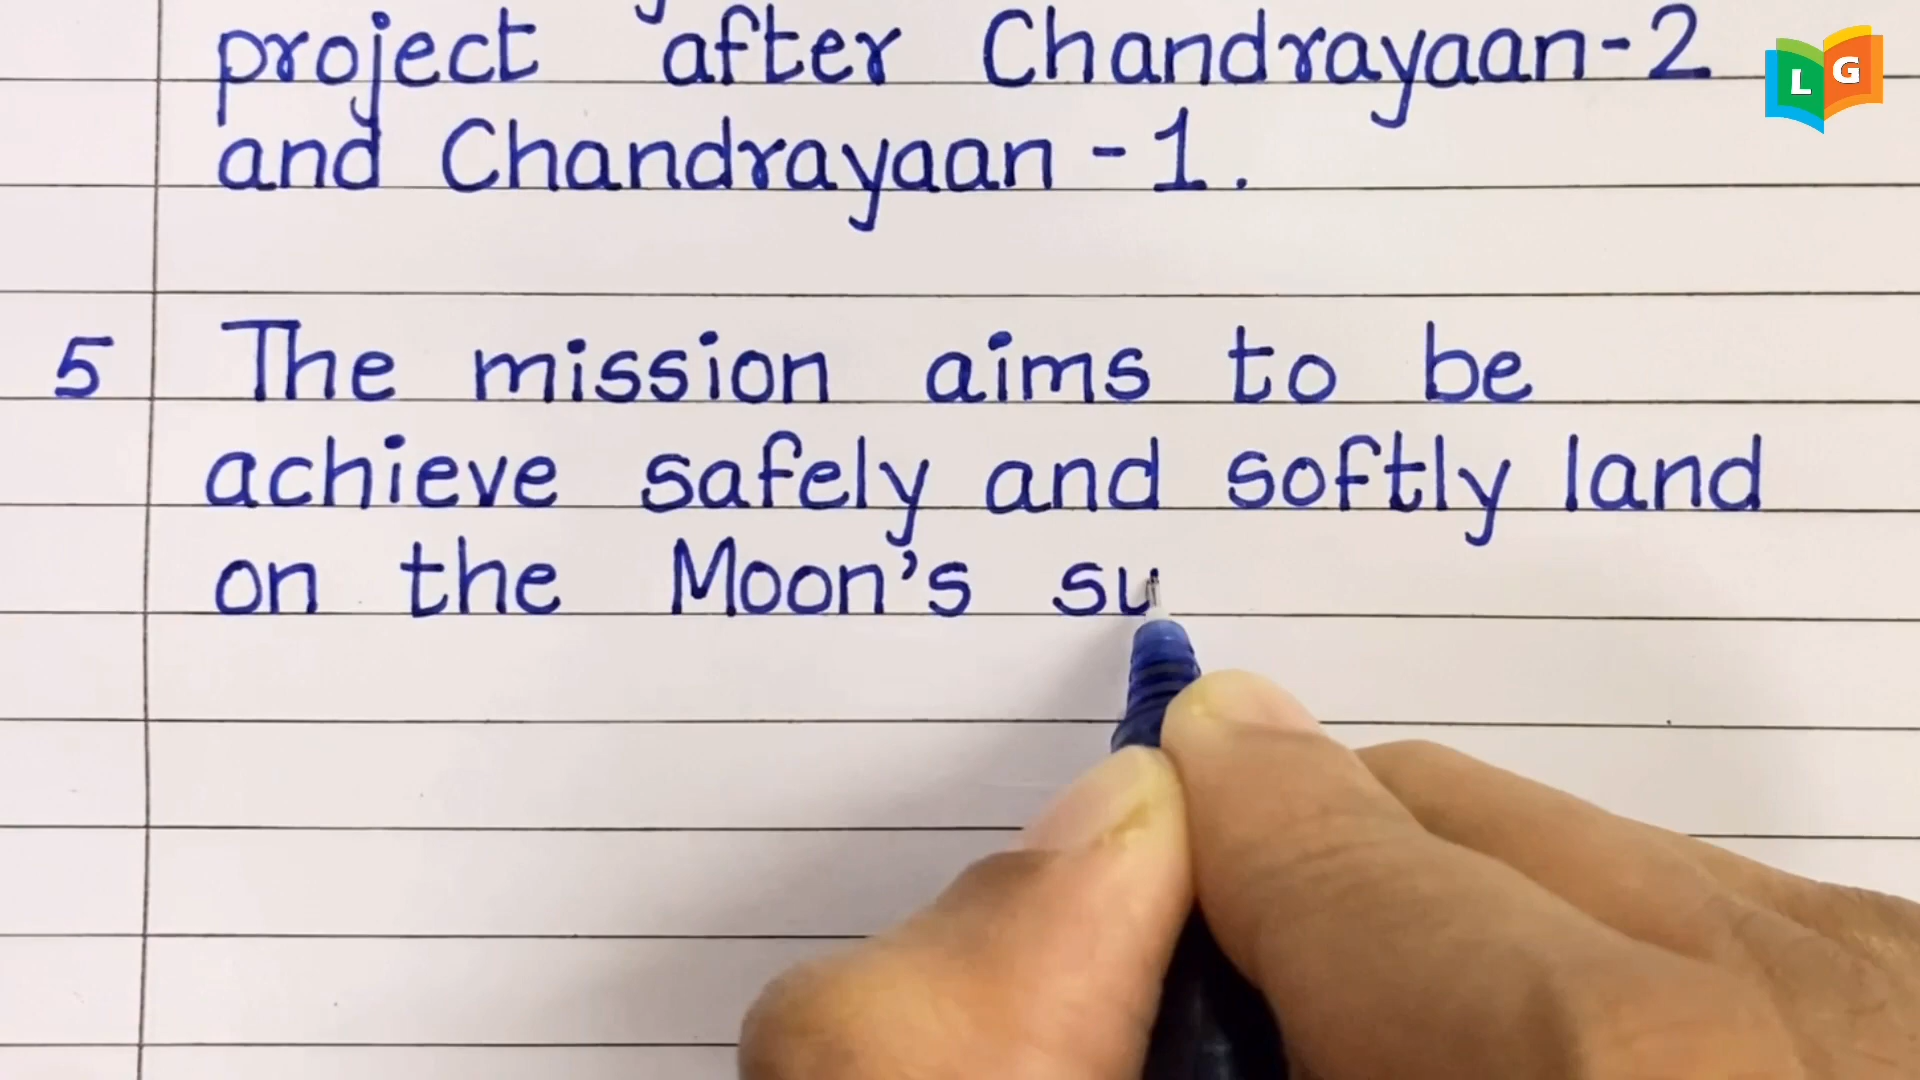 project after Chandrayaan-2
and Chandrayaan-1.
5 The mission aims to be
achieve safely and softly land
on the Moon's su
LG